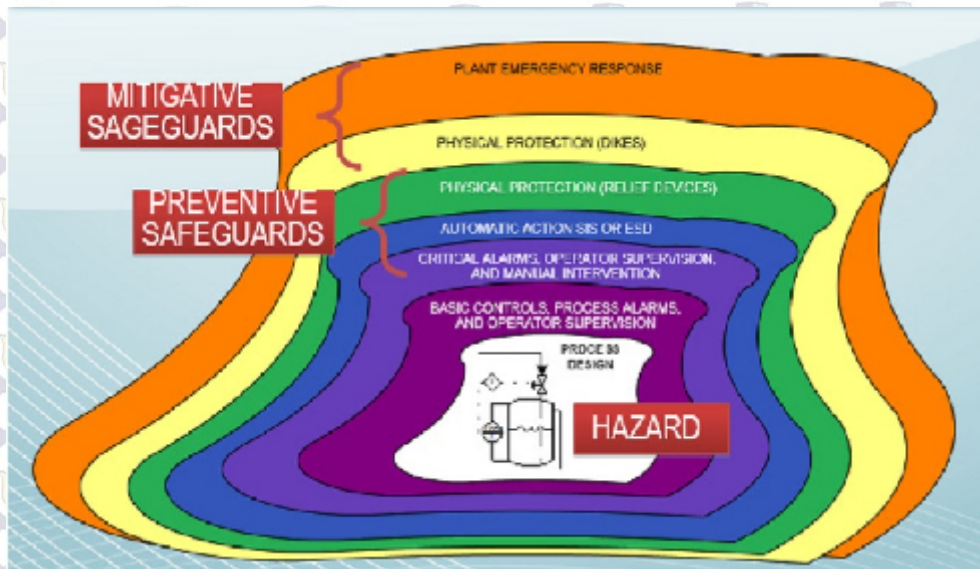 PLANT EMERGENCY RESPONSE
MITIGATIVE
SAGEGUARDS
PHYSICAL PROTECTION (DIKES)
PHYSICAL PROTECTION (RELIEF DEVICES)
PREVENTIVE
SAFEGUARDS
AUTOMATIC ACTION SIS OR ESD
CRITICAL ALARMS, OPERATOR SUPERVISION,
AND MANUAL INTERVENTION
BASIC CONTROLS, PROCESS ALARMS,
AND OPERATOR SUPERVISION
PROCESS
DESIGN
HAZARD